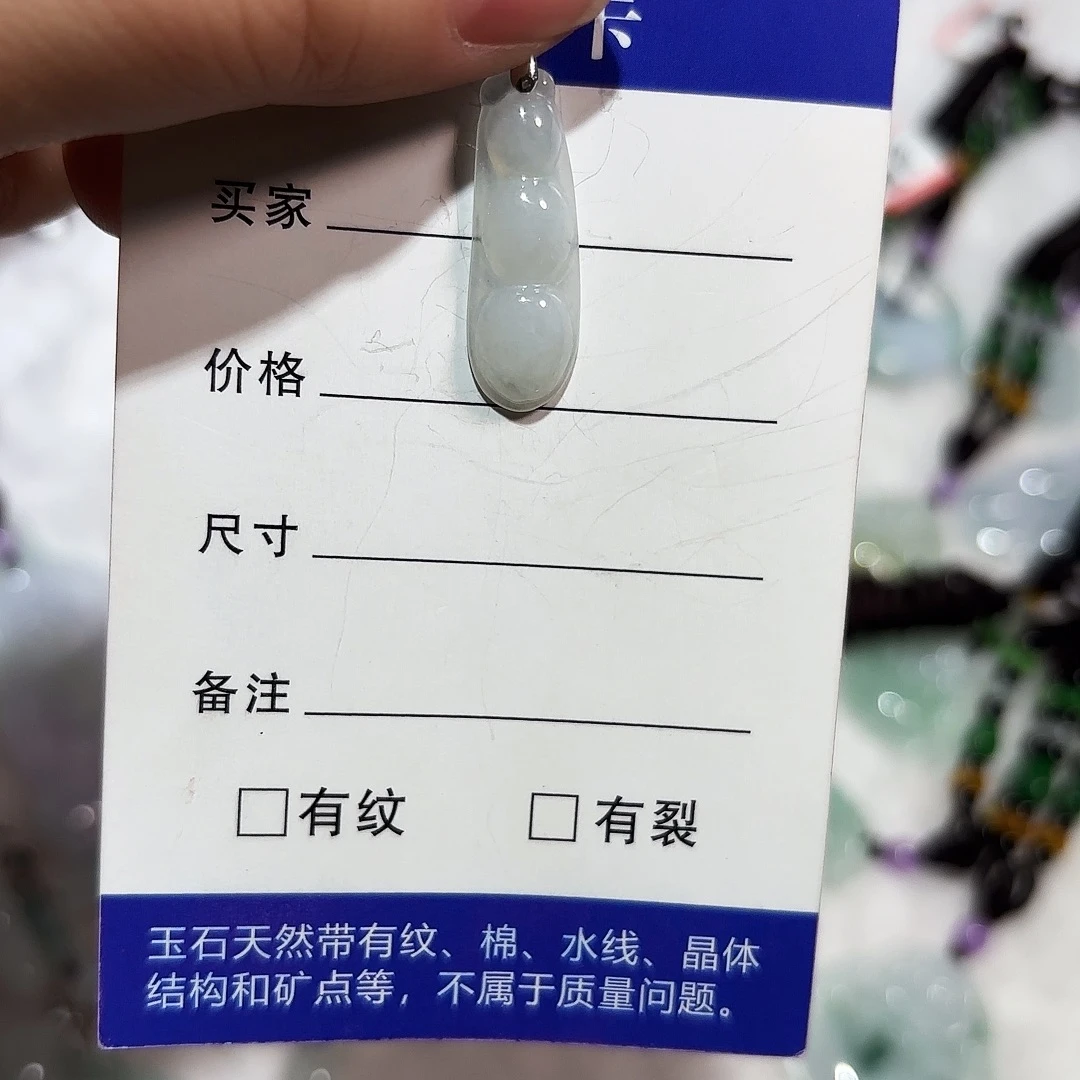 卡
买家
价格
尺寸
备注
□有纹 □有裂
玉石天然带有纹、棉、水线、晶体
结构和矿点等，不属于质量问题。